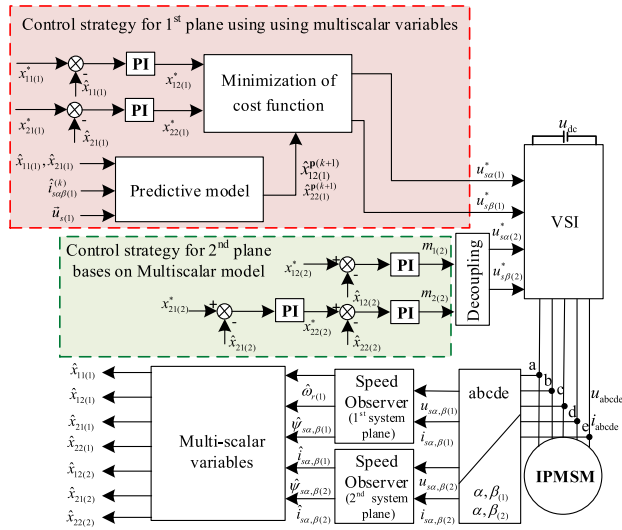 Control strategy for 1st plane using using multiscalar variables
x*11(1)
-
x̂11(1)
PI
x*12(1)
x*21(1)
-
x̂21(1)
PI
x*22(1)
Minimization of
cost function
x̂11(1), x̂21(1)
î(k)sαβ(1)
u⃗s(1)
Predictive model
x̂p(k+1)12(1)
x̂p(k+1)22(1)
u*sα(1)
u*sβ(1)
udc
VSI
u*sα(2)
u*sβ(2)
Control strategy for 2nd plane
bases on Multiscalar model
x*12(2)
+
-
x̂12(2)
PI
m1(2)
x*21(2)
+
-
x̂21(2)
PI
x*22(2)
+
-
x̂22(2)
PI
m2(2)
Decoupling
x̂11(1)
x̂12(1)
x̂21(1)
x̂22(1)
x̂12(2)
x̂21(2)
x̂22(2)
Multi-scalar
variables
ω̂r(1)
ψ̂sα,β(1)
îsα,β(1)
ψ̂sα,β(2)
îsα,β(2)
Speed
Observer
(1st system
plane)
Speed
Observer
(2nd system
plane)
usα,β(1)
isα,β(1)
usα,β(2)
isα,β(2)
abcde
α,β(1)
α,β(2)
a
b
c
d
e
uabcde
iabcde
IPMSM